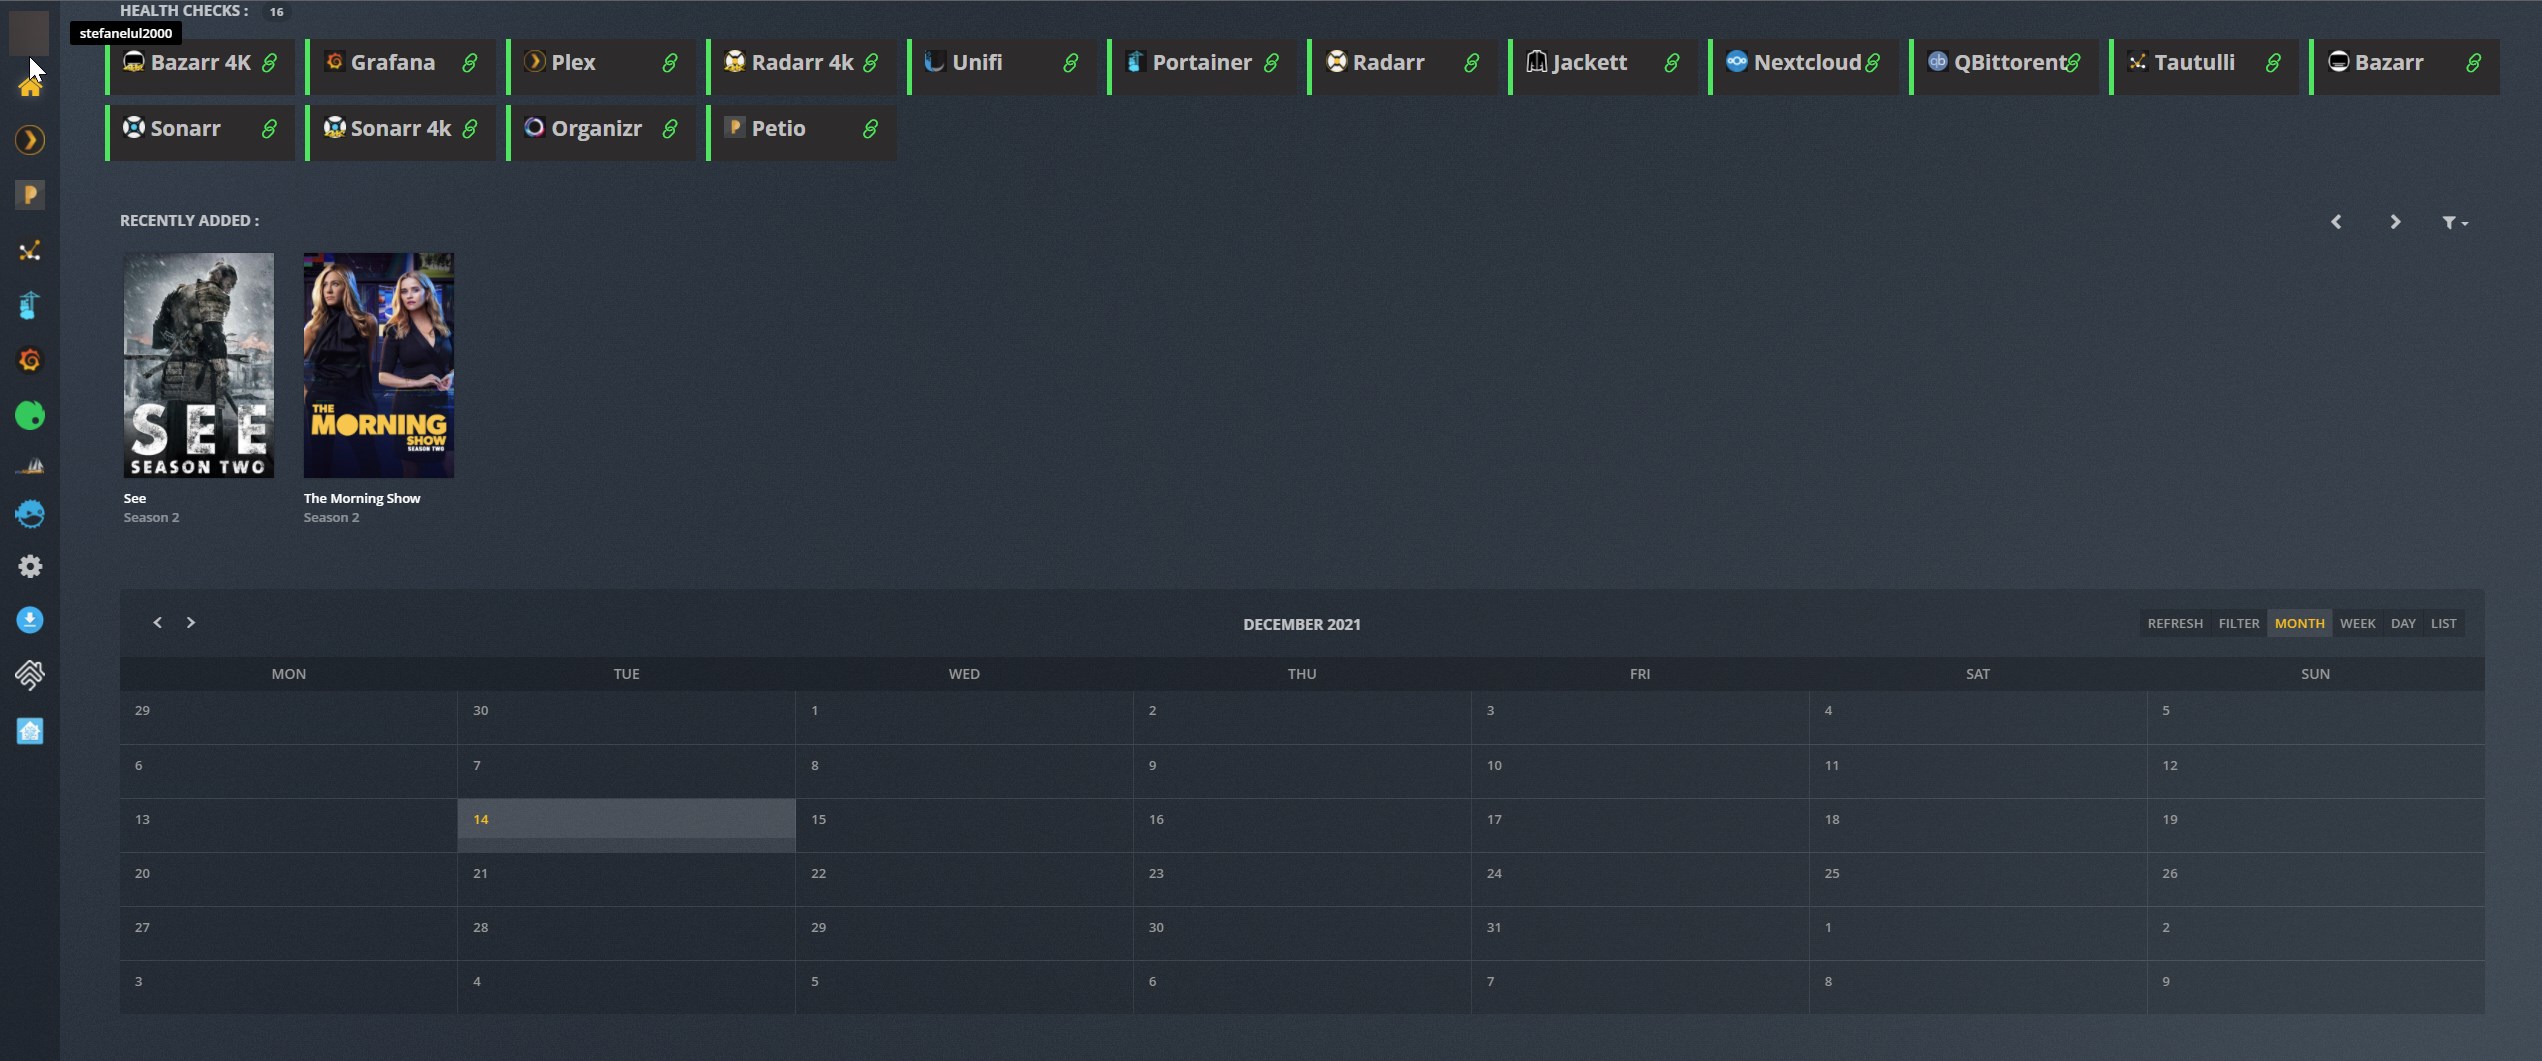 HEALTH CHECKS : 16
stefanelul2000
Bazarr 4K
Grafana
Plex
Radarr 4k
Unifi
Portainer
Radarr
Jackett
Nextcloud
qb
QBittorent
Tautulli
Bazarr
Sonarr
Sonarr 4k
Organizr
P
Petio
P
RECENTLY ADDED :
SEE
SEASON TWO
THE
MORNING
SHOW
SEASON TWO
See
Season 2
The Morning Show
Season 2
DECEMBER 2021
REFRESH FILTER MONTH WEEK DAY LIST
MON TUE WED THU FRI SAT SUN
29 30 1 2 3 4 5
6 7 8 9 10 11 12
13 14 15 16 17 18 19
20 21 22 23 24 25 26
27 28 29 30 31 1 2
3 4 5 6 7 8 9